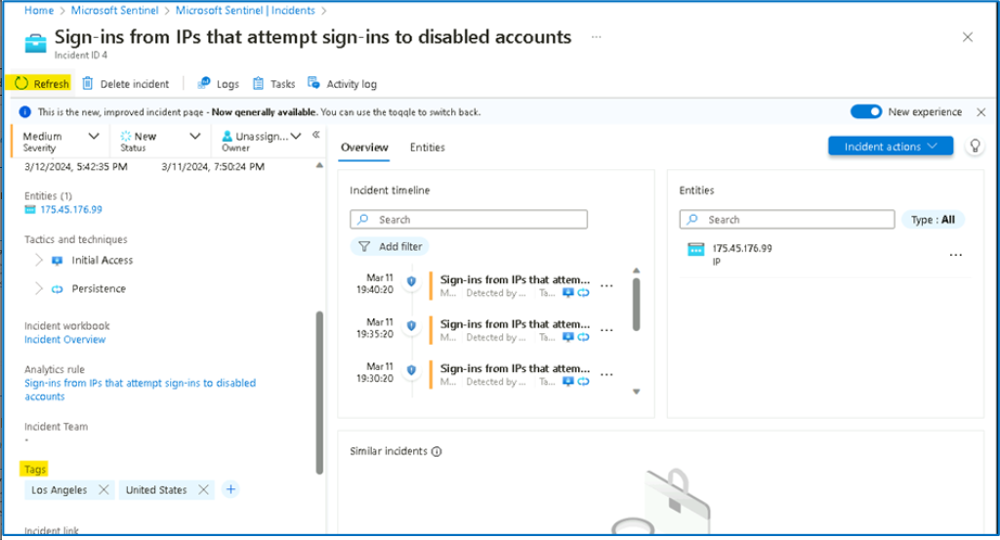 Home > Microsoft Sentinel > Microsoft Sentinel | Incidents >
Sign-ins from IPs that attempt sign-ins to disabled accounts ...
Incident ID 4
Refresh Delete incident Logs Tasks Activity log
This is the new, improved incident page - Now generally available. You can use the toggle to switch back. New experience
Medium
Severity
New
Status
Unassign...
Owner
3/12/2024, 5:42:35 PM 3/11/2024, 7:50:24 PM
Entities (1)
175.45.176.99
Tactics and techniques
Initial Access
Persistence
Incident workbook
Incident Overview
Analytics rule
Sign-ins from IPs that attempt sign-ins to disabled
accounts
Incident Team
-
Tags
Los Angeles United States
Incident link
Overview Entities
Incident actions
Incident timeline
Search
Add filter
Mar 11
19:40:20
Sign-ins from IPs that attem...
M... Detected by ... Ta...
Mar 11
19:35:20
Sign-ins from IPs that attem...
M... Detected by ... Ta...
Mar 11
19:30:20
Sign-ins from IPs that attem...
M... Detected by ... Ta...
Entities
Search
Type : All
175.45.176.99
IP
Similar incidents